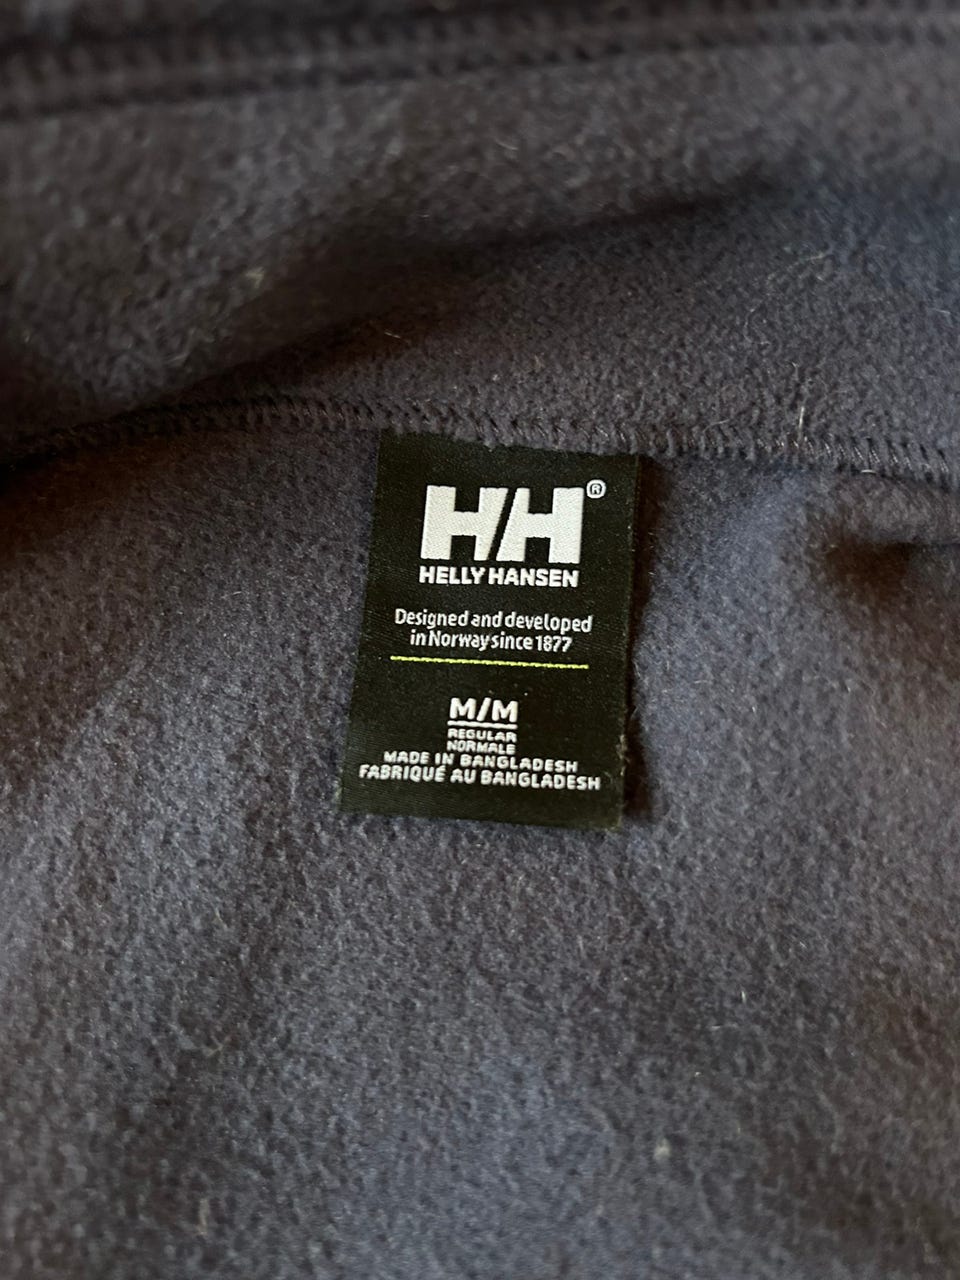 HH®
HELLY HANSEN
Designed and developed
in Norway since 1877
M/M
REGULAR
NORMALE
MADE IN BANGLADESH
FABRIQUÉ AU BANGLADESH